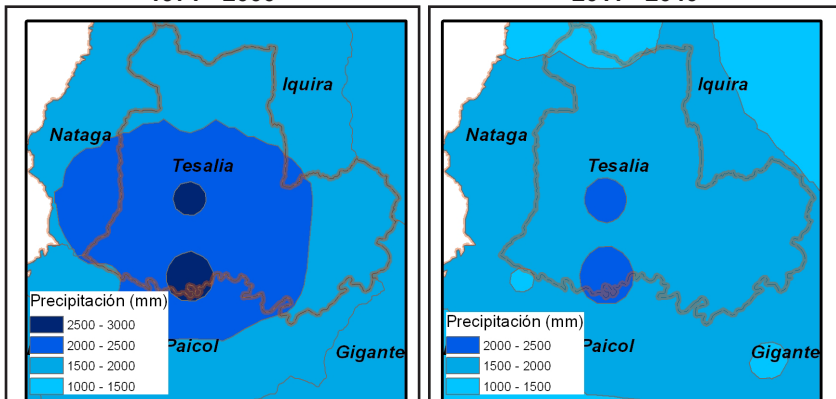 Iquira
Nataga
Tesalia
Precipitación (mm)
2500 - 3000
2000 - 2500
1500 - 2000
1000 - 1500
Paicol
Gigante
Iquira
Nataga
Tesalia
Precipitación (mm)
2000 - 2500
1500 - 2000
1000 - 1500
Paicol
Gigante